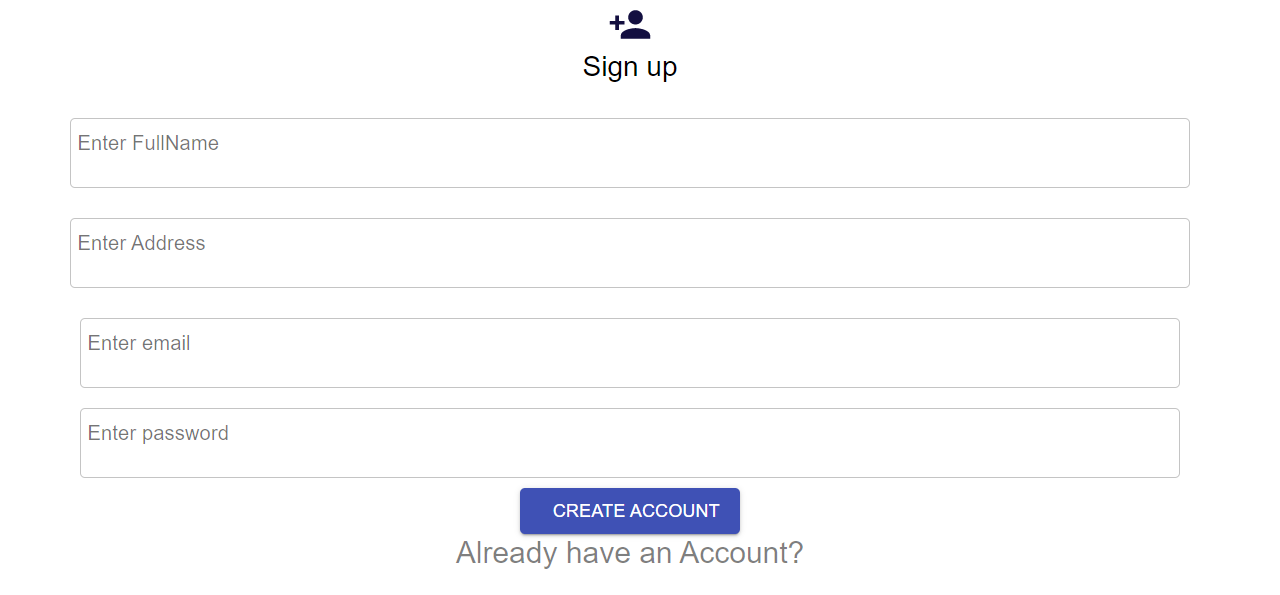 Sign up
Enter FullName
Enter Address
Enter email
Enter password
CREATE ACCOUNT
Already have an Account?